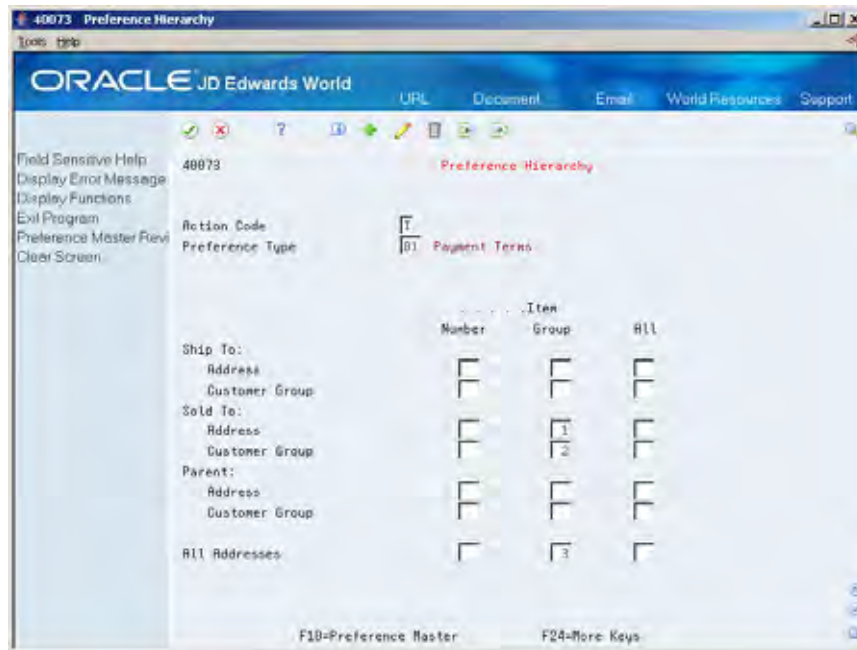 40073 Preference Hierarchy
Tools Help
ORACLE JD Edwards World
URL Document Email World Resources Support
Field Sensitive Help
Display Error Message
Display Functions
Exit Program
Preference Master Revi
Clear Screen
40073 Preference Hierarchy
Action Code I
Preference Type 01 Payment Terms
. . . . .Item
Number Group All
Ship To:
Address
Customer Group
Sold To:
Address 1
Customer Group 2
Parent:
Address
Customer Group
All Addresses 3
F10=Preference Master F24=More Keys